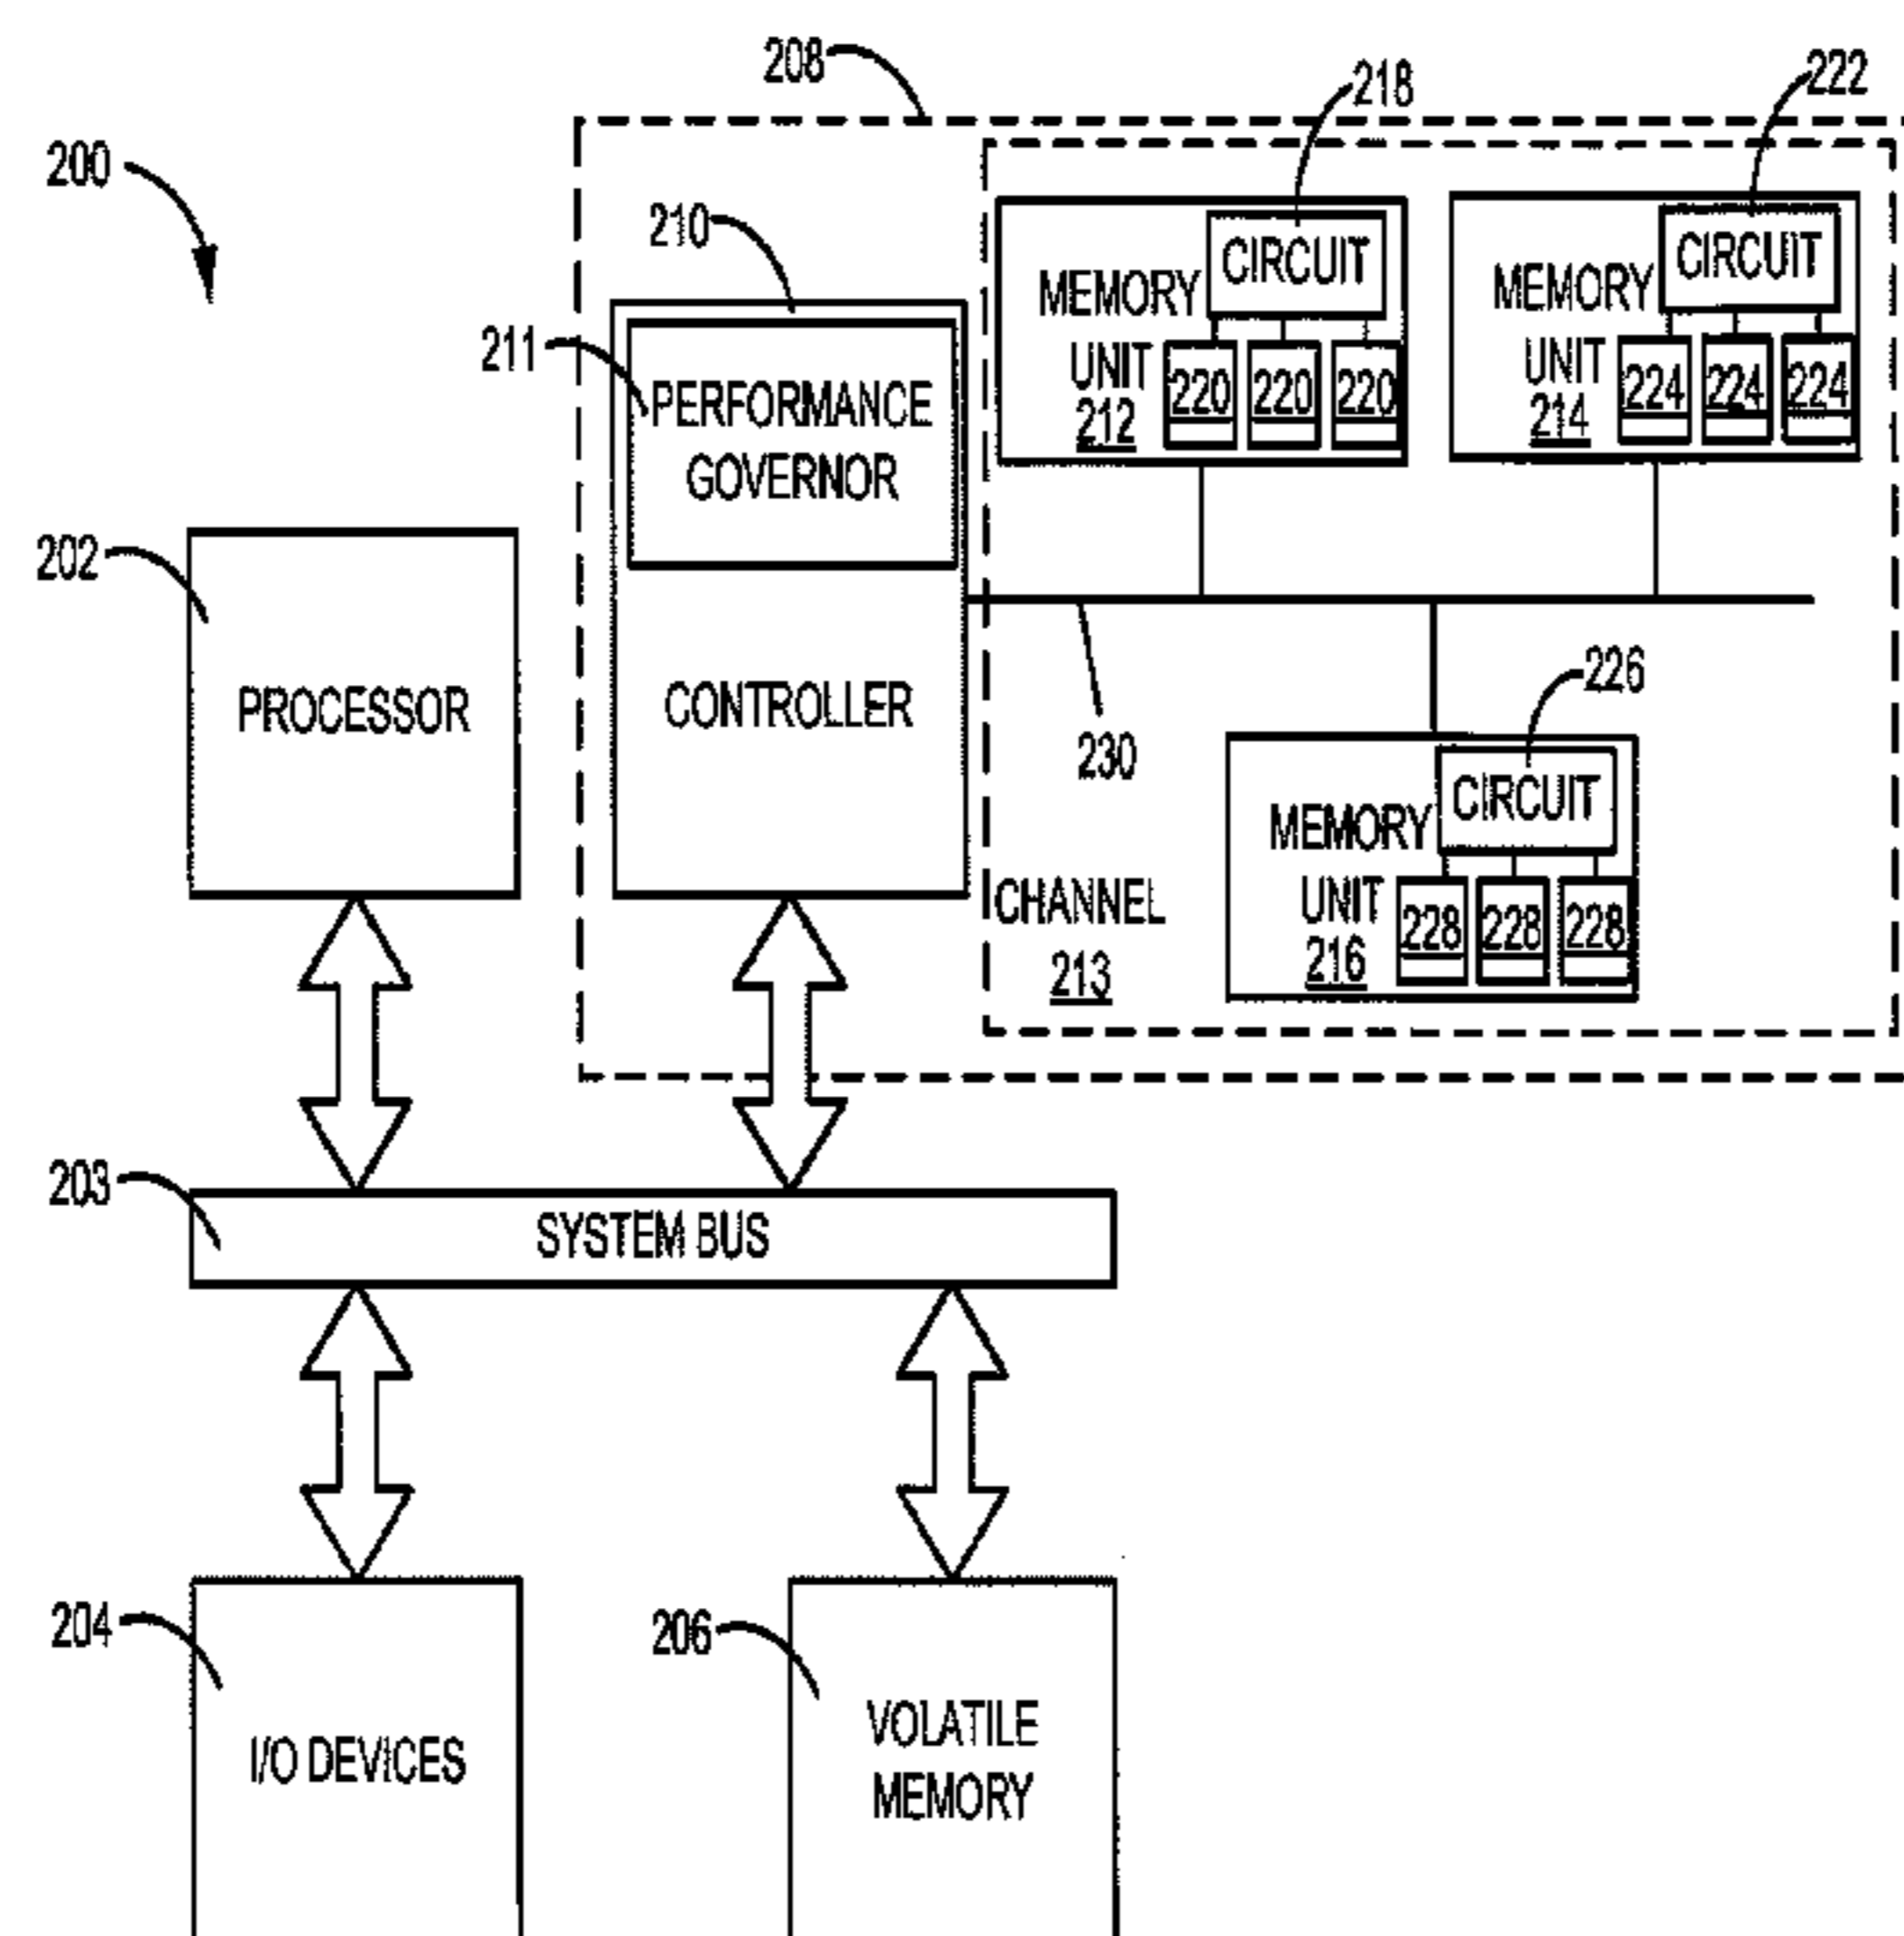 208
218
222
200
210
CIRCUIT
CIRCUIT
MEMORY
MEMORY
211
UNIT
220 220 220
UNIT
224 224 224
212
214
PERFORMANCE
GOVERNOR
202
PROCESSOR
CONTROLLER
230
226
CIRCUIT
MEMORY
UNIT
228 228 228
216
CHANNEL
213
203
SYSTEM BUS
204
206
I/O DEVICES
VOLATILE
MEMORY